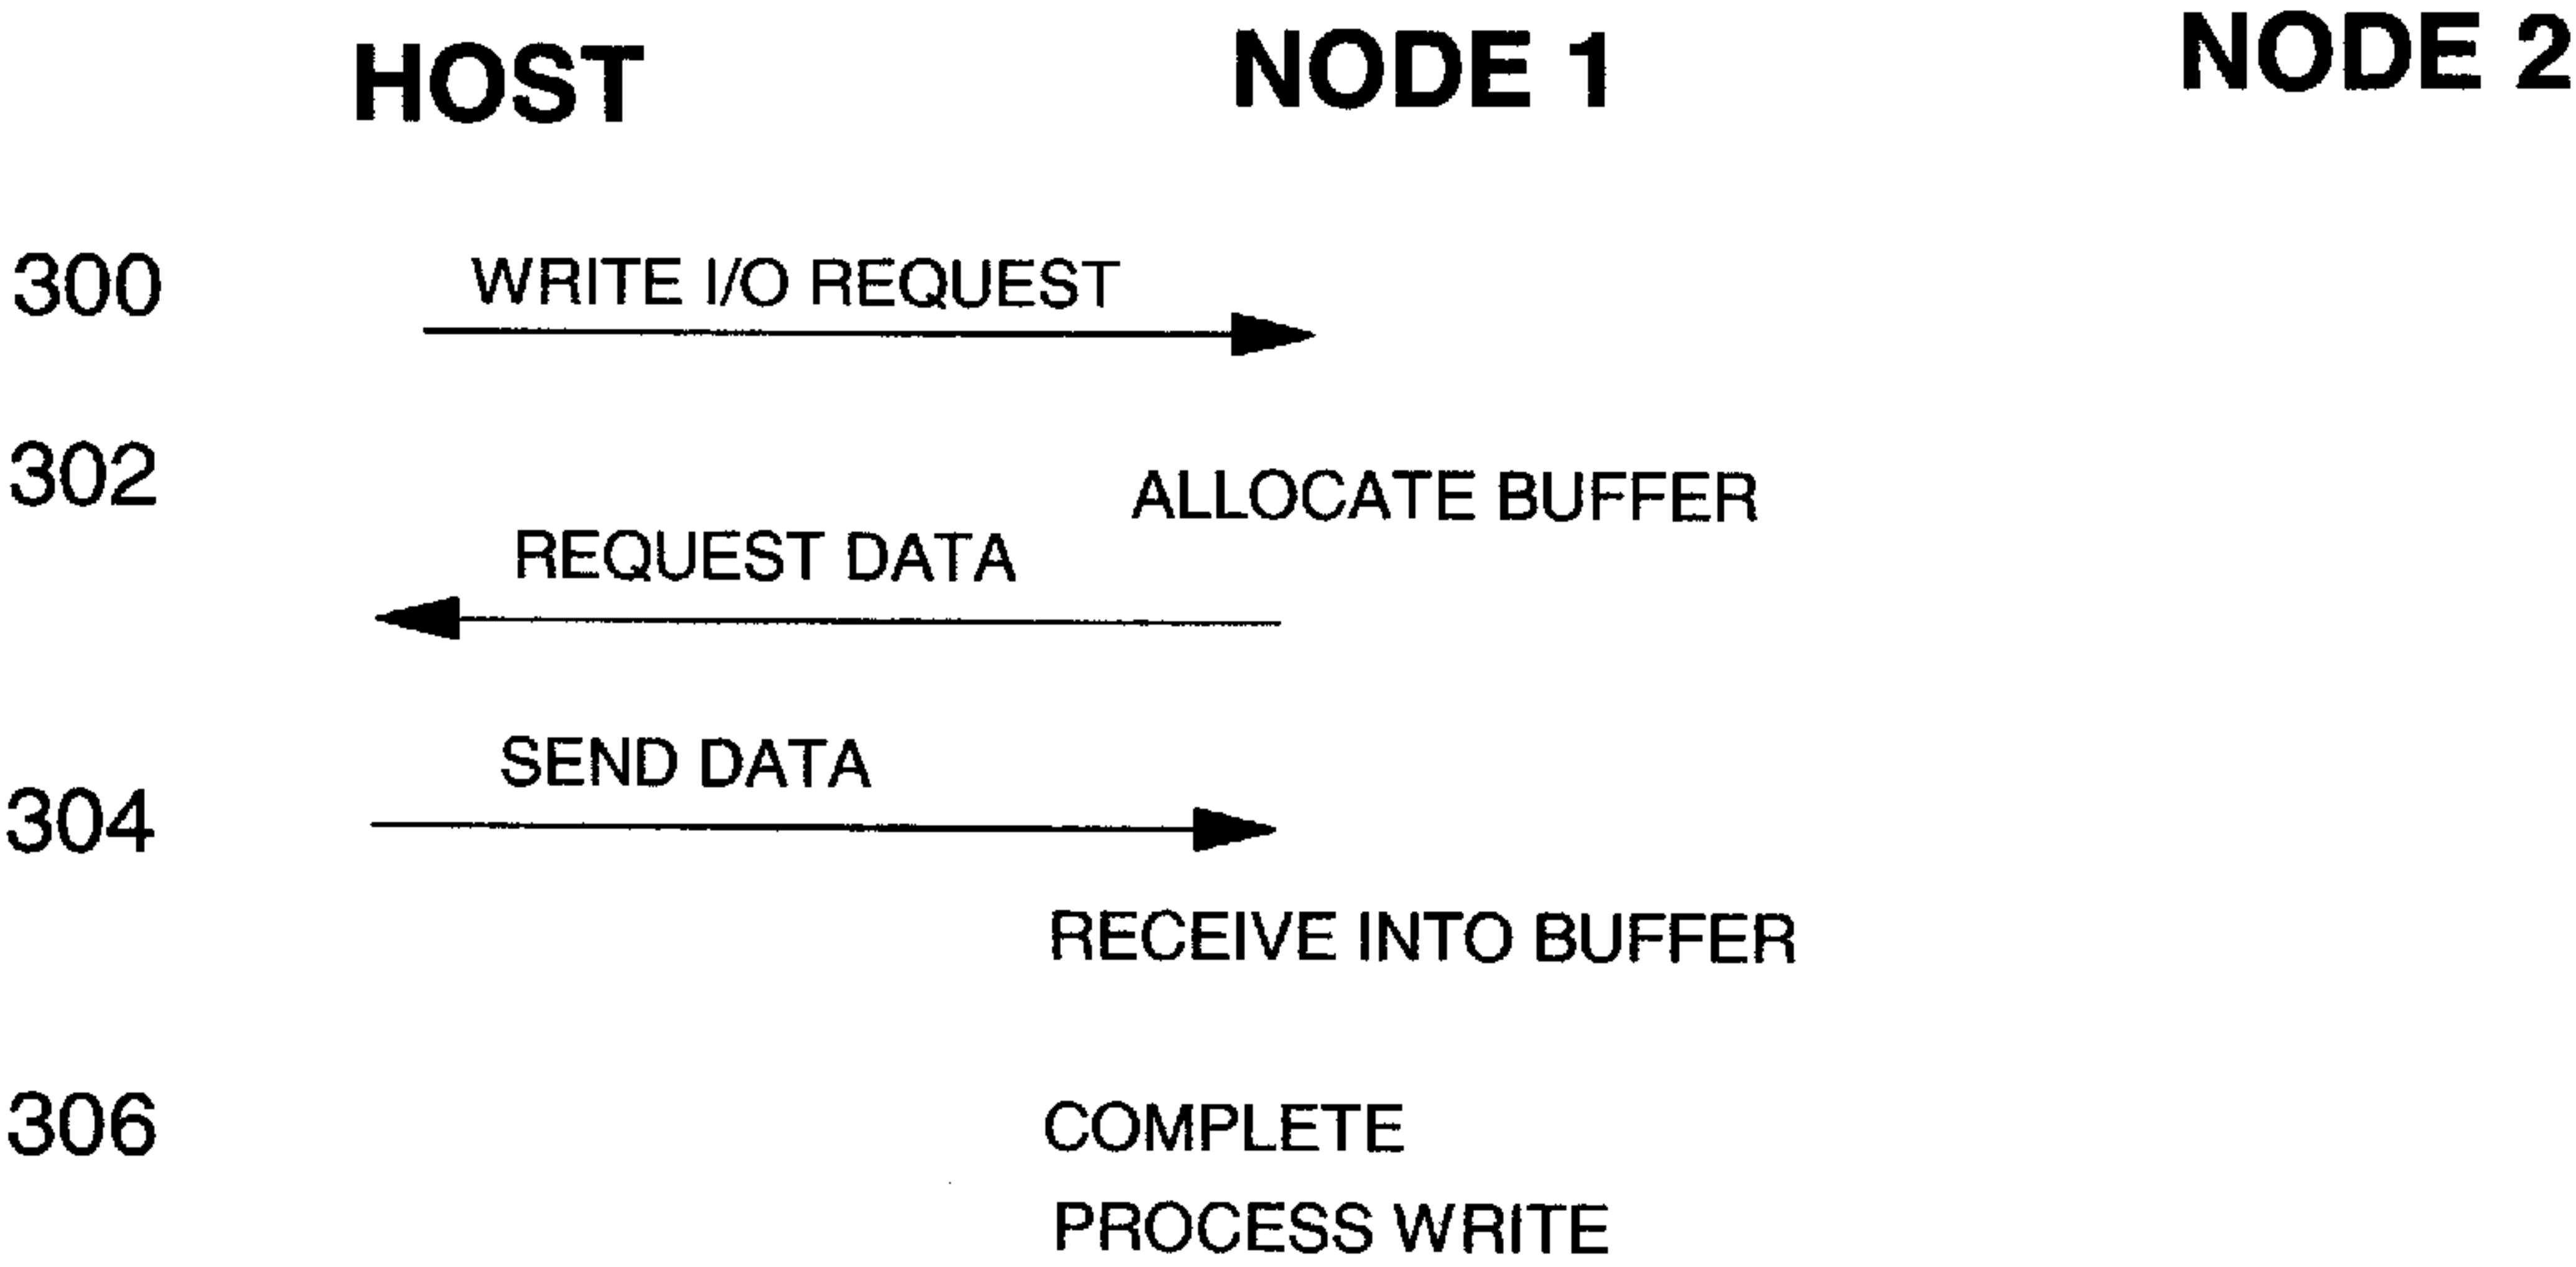 HOST NODE 1 NODE 2
300 WRITE I/O REQUEST
302 ALLOCATE BUFFER
REQUEST DATA
SEND DATA
304
RECEIVE INTO BUFFER
306 COMPLETE
PROCESS WRITE